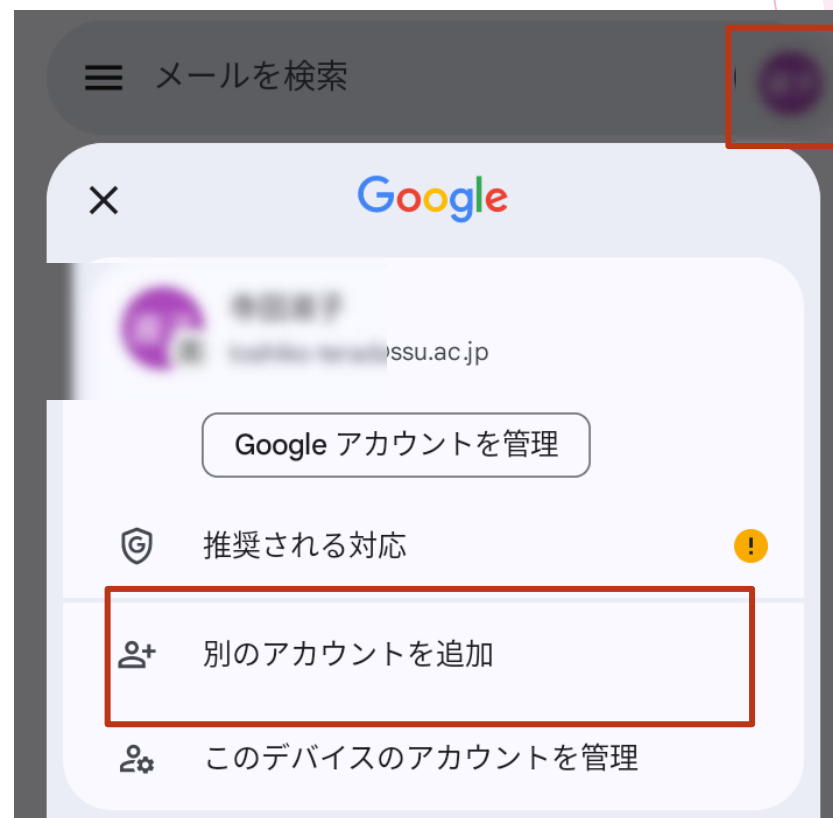 メールを検索
Google
ssu.ac.jp
Google アカウントを管理
推奨される対応
別のアカウントを追加
このデバイスのアカウントを管理